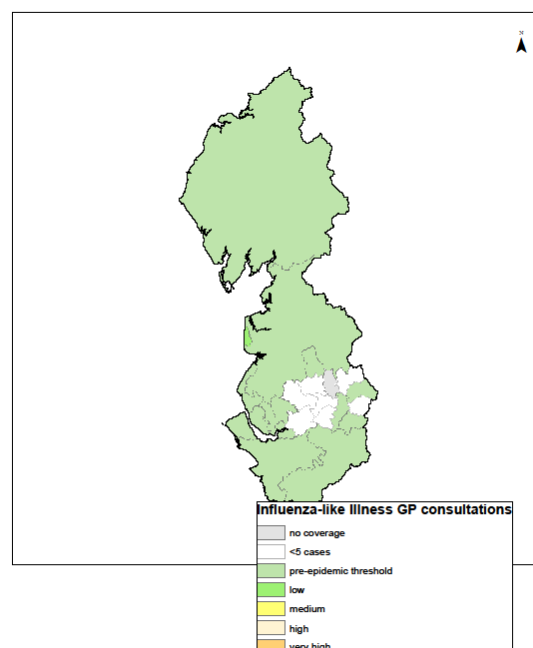 N
Influenza-like Illness GP consultations
no coverage
<5 cases
pre-epidemic threshold
low
medium
high
very high